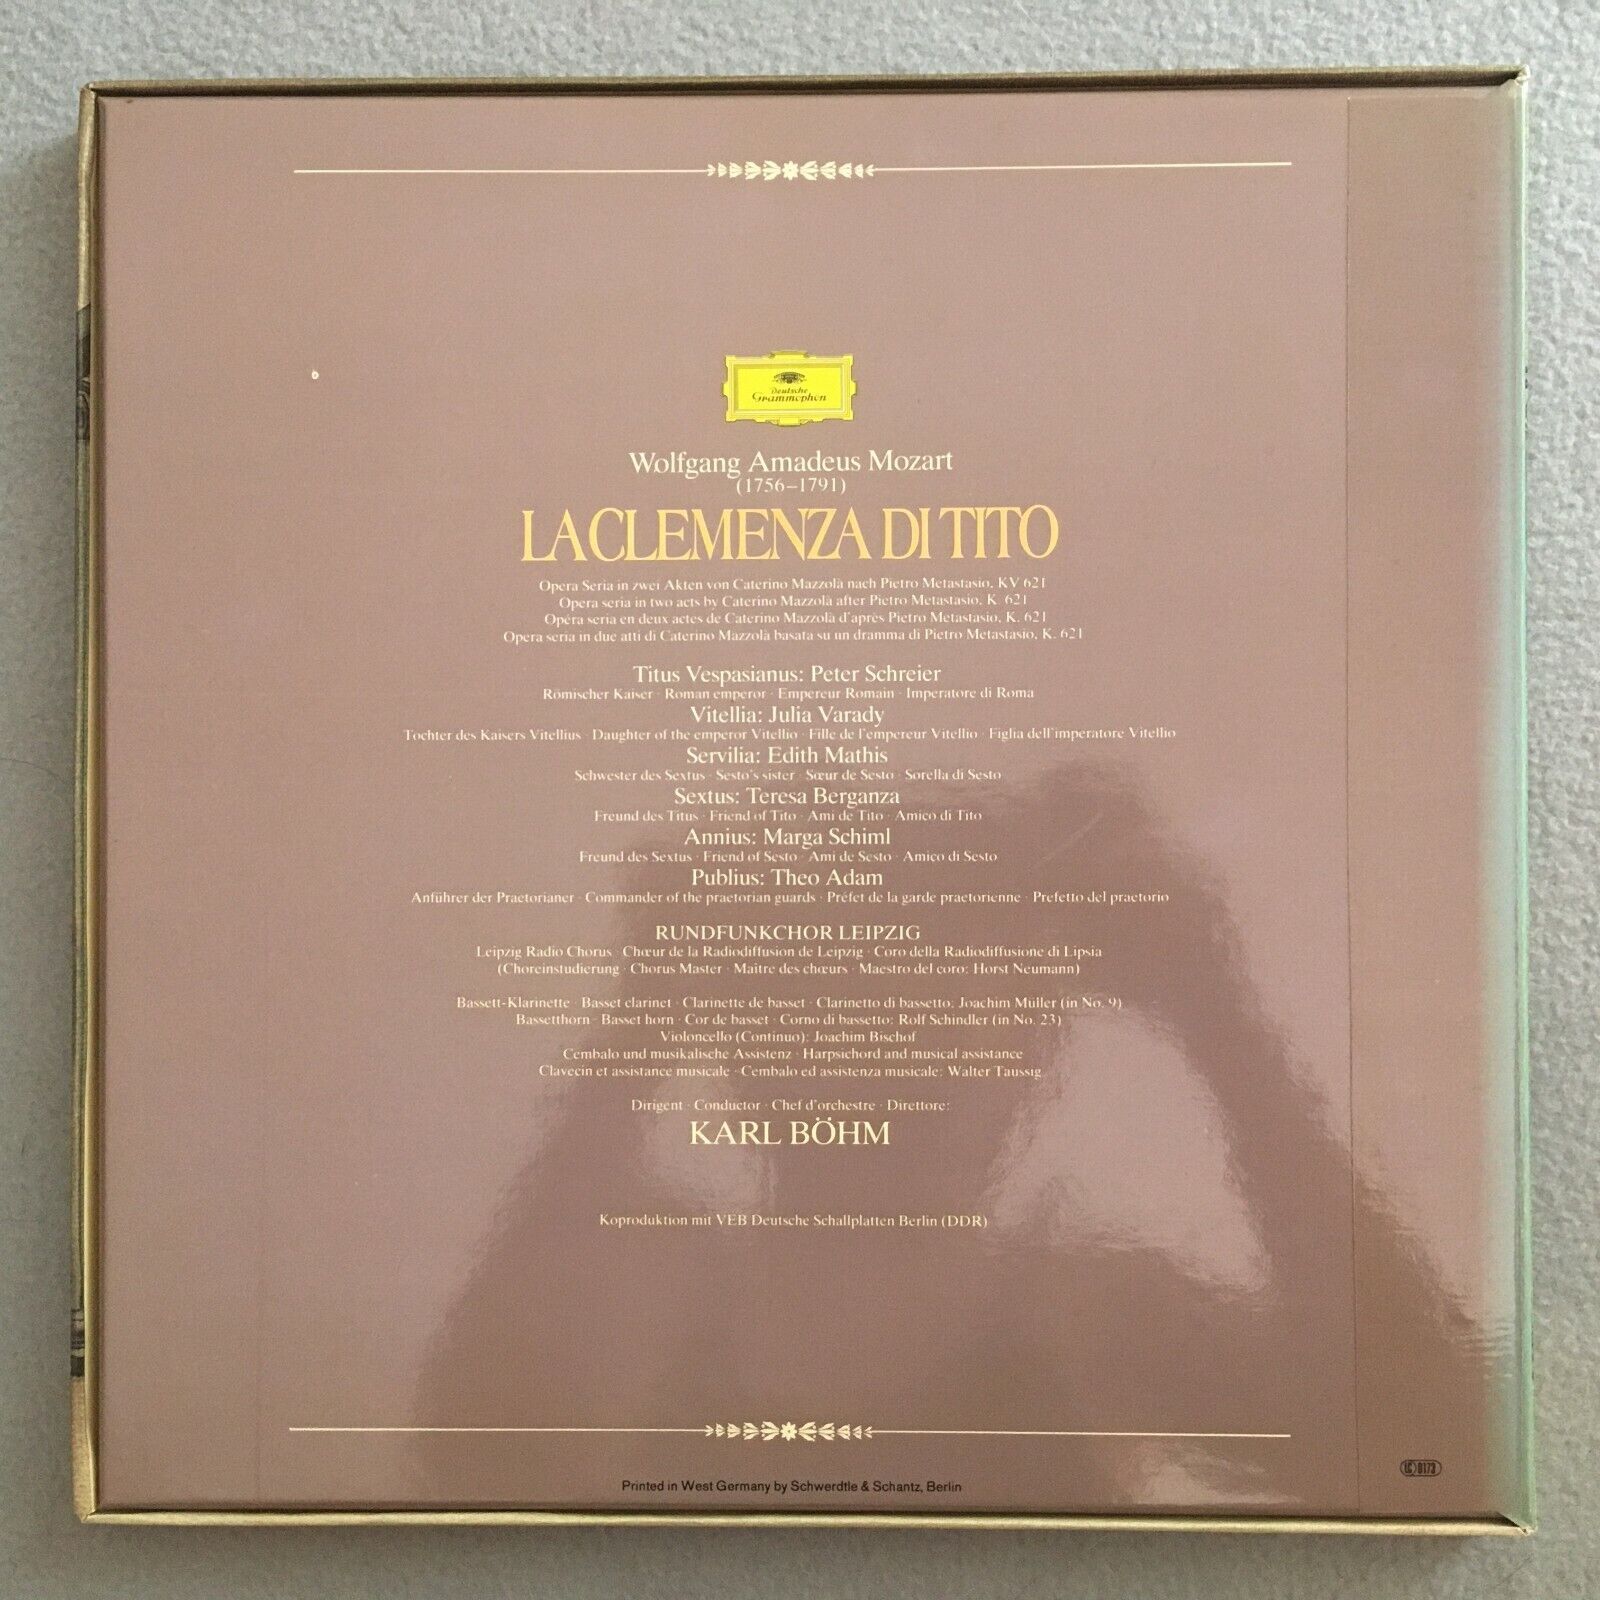 Deutsche
Grammophon
Wolfgang Amadeus Mozart
(1756–1791)
LA CLEMENZA DI TITO
Opera Seria in zwei Akten von Caterino Mazzolà nach Pietro Metastasio, KV 621
Opera seria in two acts by Caterino Mazzolà after Pietro Metastasio, K. 621
Opéra seria en deux actes de Caterino Mazzolà d'après Pietro Metastasio, K. 621
Opera seria in due atti di Caterino Mazzolà basata su un dramma di Pietro Metastasio, K. 621
Titus Vespasianus: Peter Schreier
Römischer Kaiser · Roman emperor · Empereur Romain · Imperatore di Roma
Vitellia: Julia Varady
Tochter des Kaisers Vitellius · Daughter of the emperor Vitellio · Fille de l'empereur Vitellio · Figlia dell'imperatore Vitellio
Servilia: Edith Mathis
Schwester des Sextus · Sesto's sister · Sœur de Sesto · Sorella di Sesto
Sextus: Teresa Berganza
Freund des Titus · Friend of Tito · Ami de Tito · Amico di Tito
Annius: Marga Schiml
Freund des Sextus · Friend of Sesto · Ami de Sesto · Amico di Sesto
Publius: Theo Adam
Anführer der Praetorianer · Commander of the praetorian guards · Préfet de la garde praetorienne · Prefetto del praetorio
RUNDFUNKCHOR LEIPZIG
Leipzig Radio Chorus · Chœur de la Radiodiffusion de Leipzig · Coro della Radiodiffusione di Lipsia
(Choreinstudierung · Chorus Master · Maître des chœurs · Maestro del coro: Horst Neumann)
Bassett-Klarinette · Basset clarinet · Clarinette de basset · Clarinetto di bassetto: Joachim Müller (in No. 9)
Bassetthorn · Basset horn · Cor de basset · Corno di bassetto: Rolf Schindler (in No. 23)
Violoncello (Continuo): Joachim Bischof
Cembalo und musikalische Assistenz · Harpsichord and musical assistance
Clavecin et assistance musicale · Cembalo ed assistenza musicale: Walter Taussig
Dirigent · Conductor · Chef d'orchestre · Direttore:
KARL BÖHM
Koproduktion mit VEB Deutsche Schallplatten Berlin (DDR)
Printed in West Germany by Schwerdtle & Schantz, Berlin
LC 0173